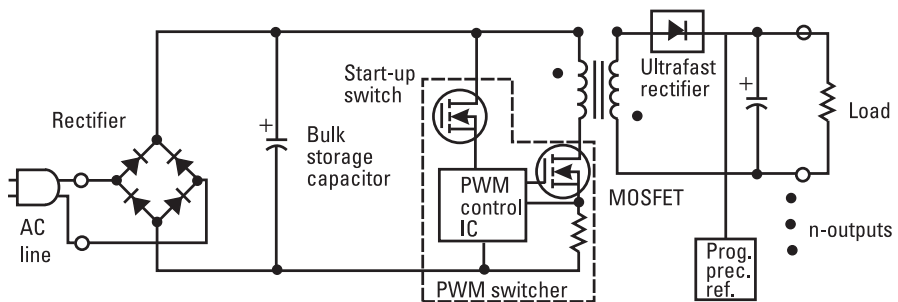 Rectifier
AC
line
+
Bulk
storage
capacitor
Start-up
switch
PWM
control
IC
PWM switcher
MOSFET
Ultrafast
rectifier
+
Load
Prog.
prec.
ref.
n-outputs